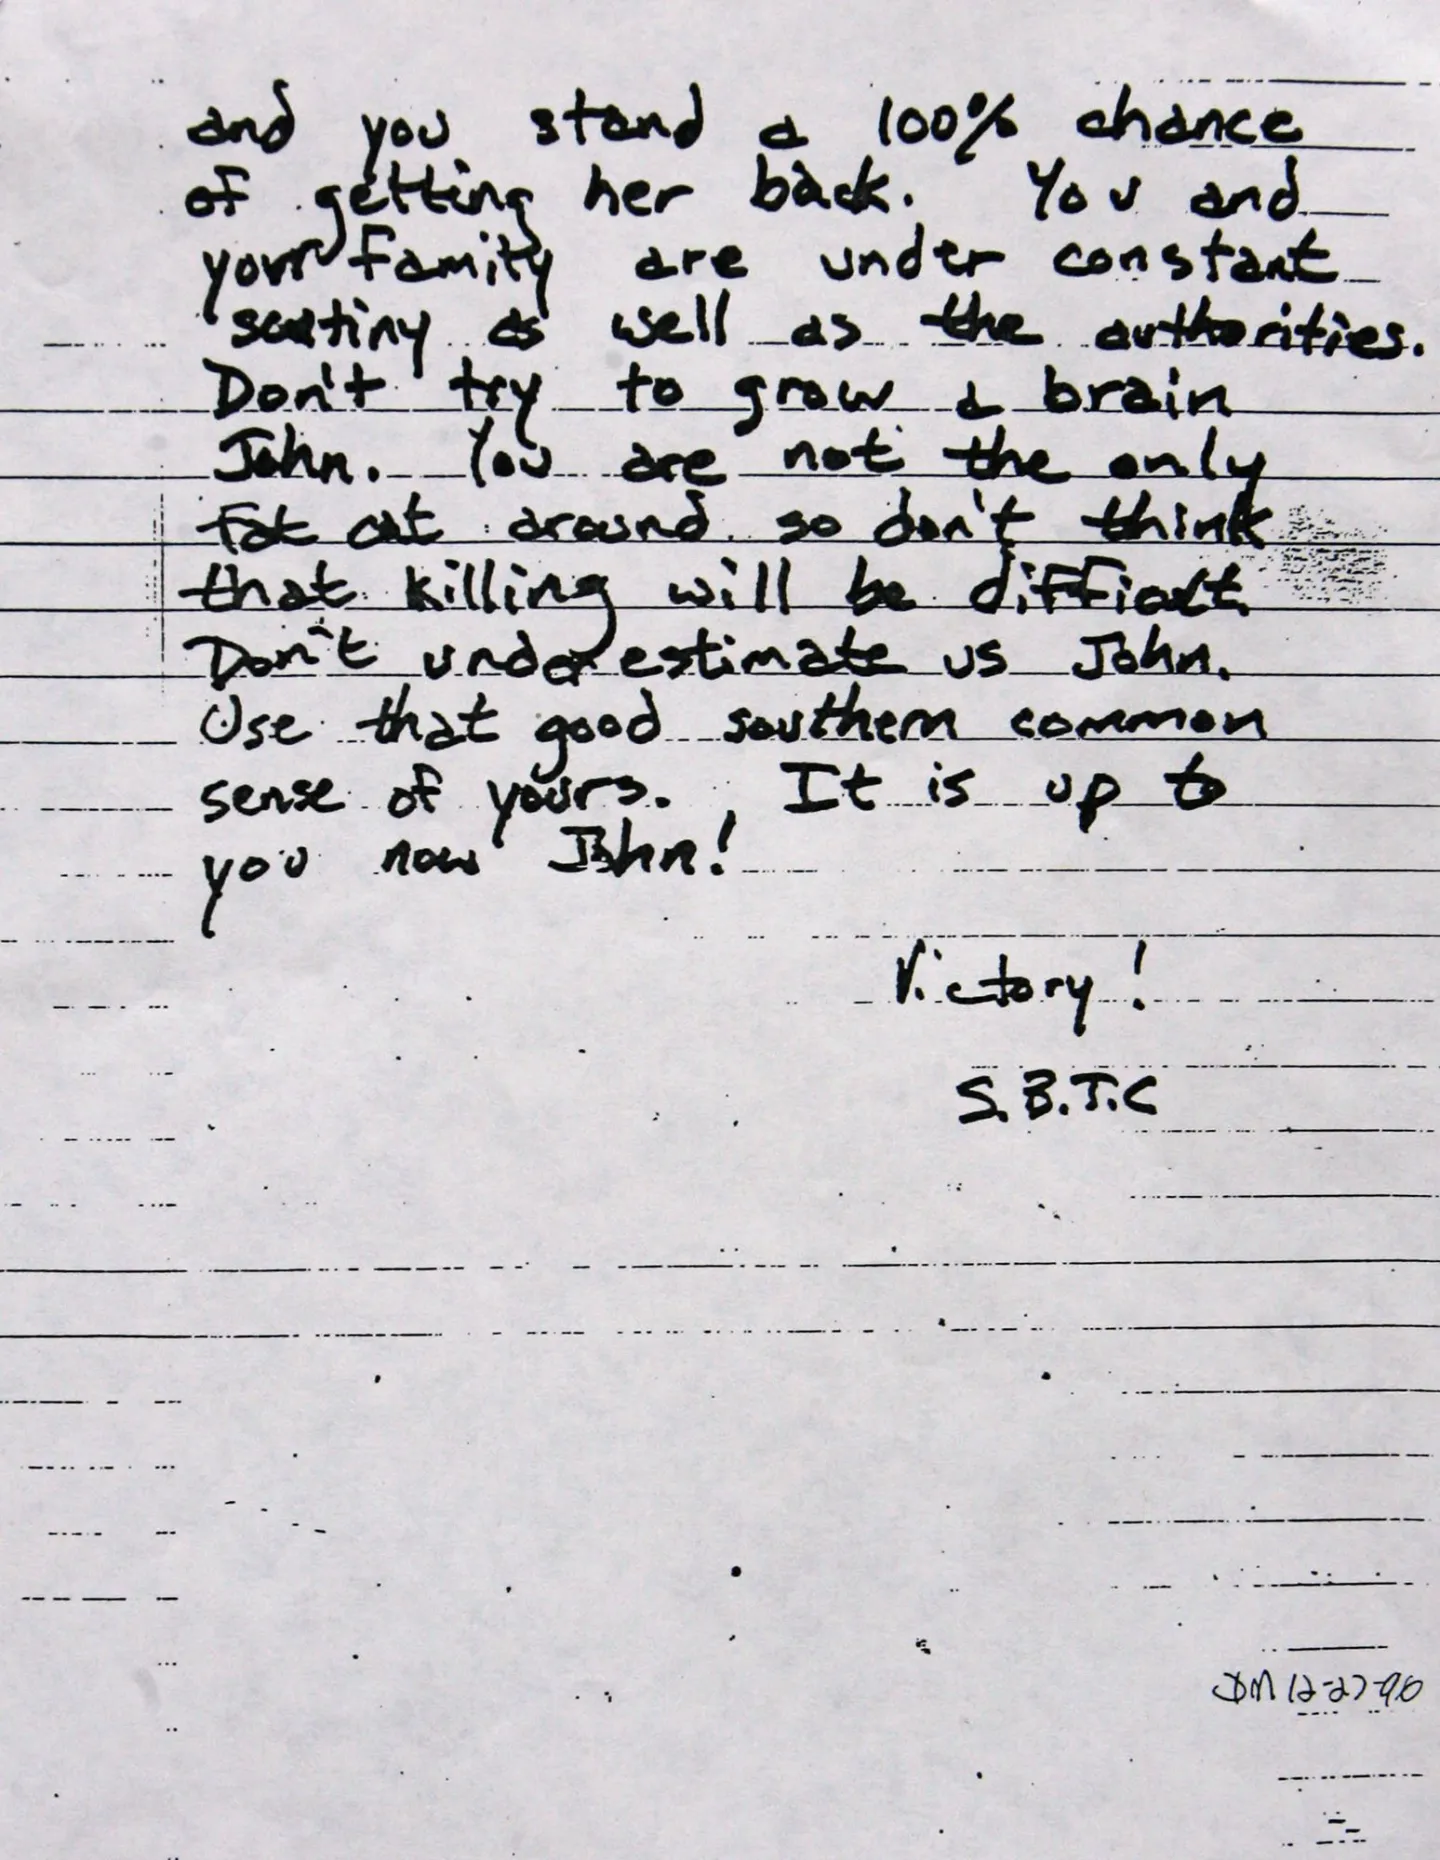 and you stand a 100% chance
of getting her back. You and
your family are under constant
scutiny as well as the authorities.
Don't try to grow a brain
John. You are not the only
fat cat around so don't think
that killing will be difficult.
Don't underestimate us John.
Use that good southern common
sense of yours. It is up to
you now John!
Victory!
S.B.T.C
12-27-96